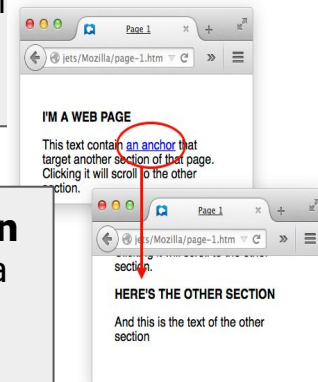 Page 1
jets/Mozilla/page-1.htm
I'M A WEB PAGE
This text contain an anchor that
target another section of that page.
Clicking it will scroll to the other
section.
n
a
Page 1
jets/Mozilla/page-1.htm
section.
HERE'S THE OTHER SECTION
And this is the text of the other
section